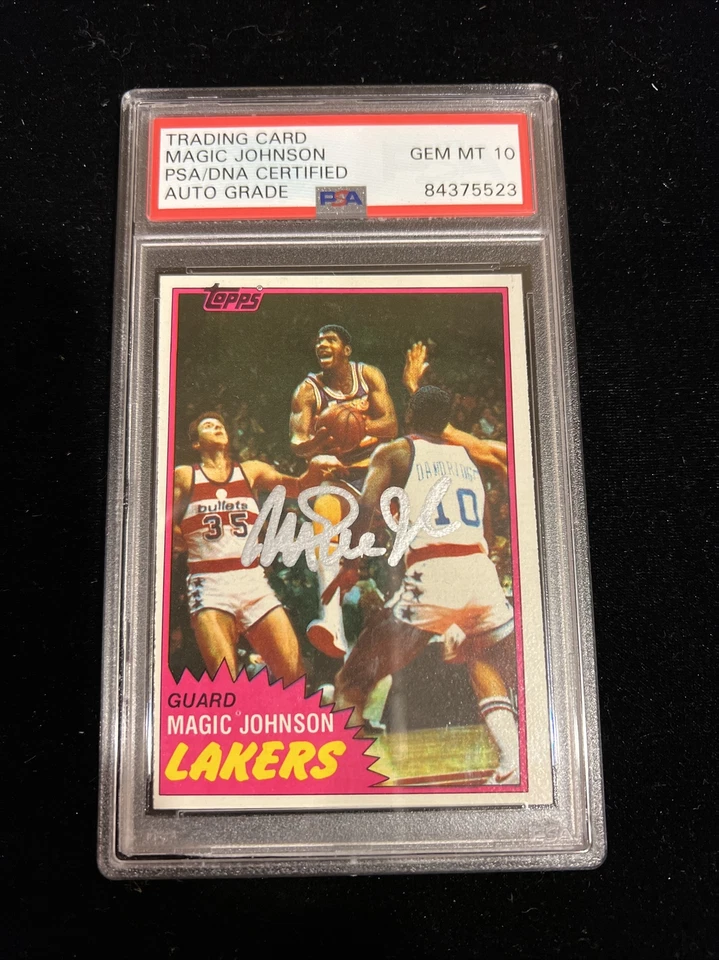 TRADING CARD
MAGIC JOHNSON
PSA/DNA CERTIFIED
AUTO GRADE
GEM MT 10
PSA
84375523
TOPPS
bullets
35
DANDRIDGE
10
GUARD
MAGIC JOHNSON
LAKERS